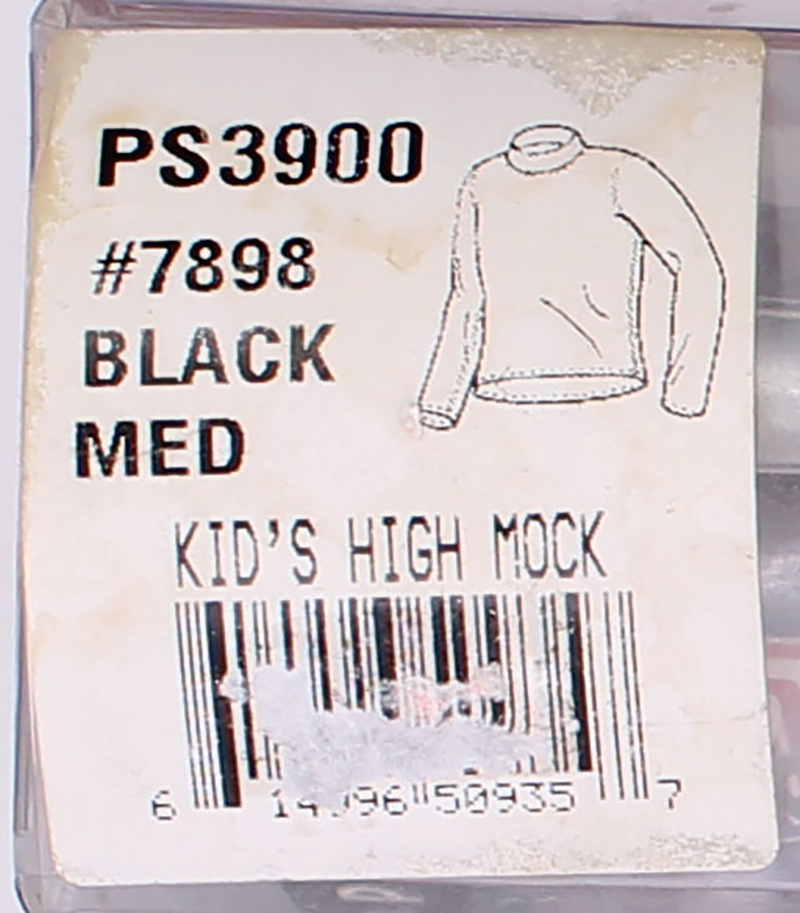 PS3900
#7898
BLACK
MED
KID'S HIGH MOCK
6 50935 7